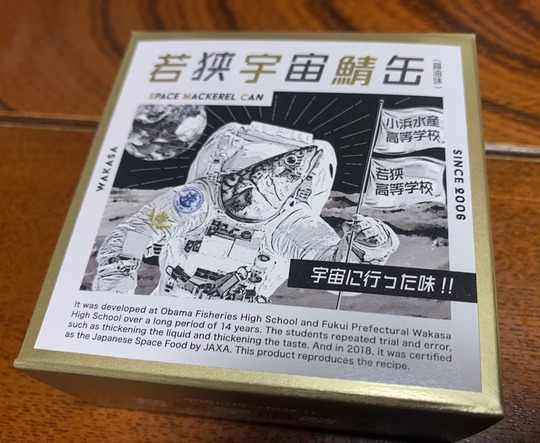 若狭宇宙鯖缶
(醤油味)
SPACE MACKEREL CAN
WAKASA
SINCE 2006
小浜水産
高等学校
若狭
高等学校
宇宙に行った味!!
It was developed at Obama Fisheries High School and Fukui Prefectural Wakasa
High School over a long period of 14 years. The students repeated trial and error,
such as thickening the liquid and thickening the taste. And in 2018, it was certified
as the Japanese Space Food by JAXA. This product reproduces the recipe.